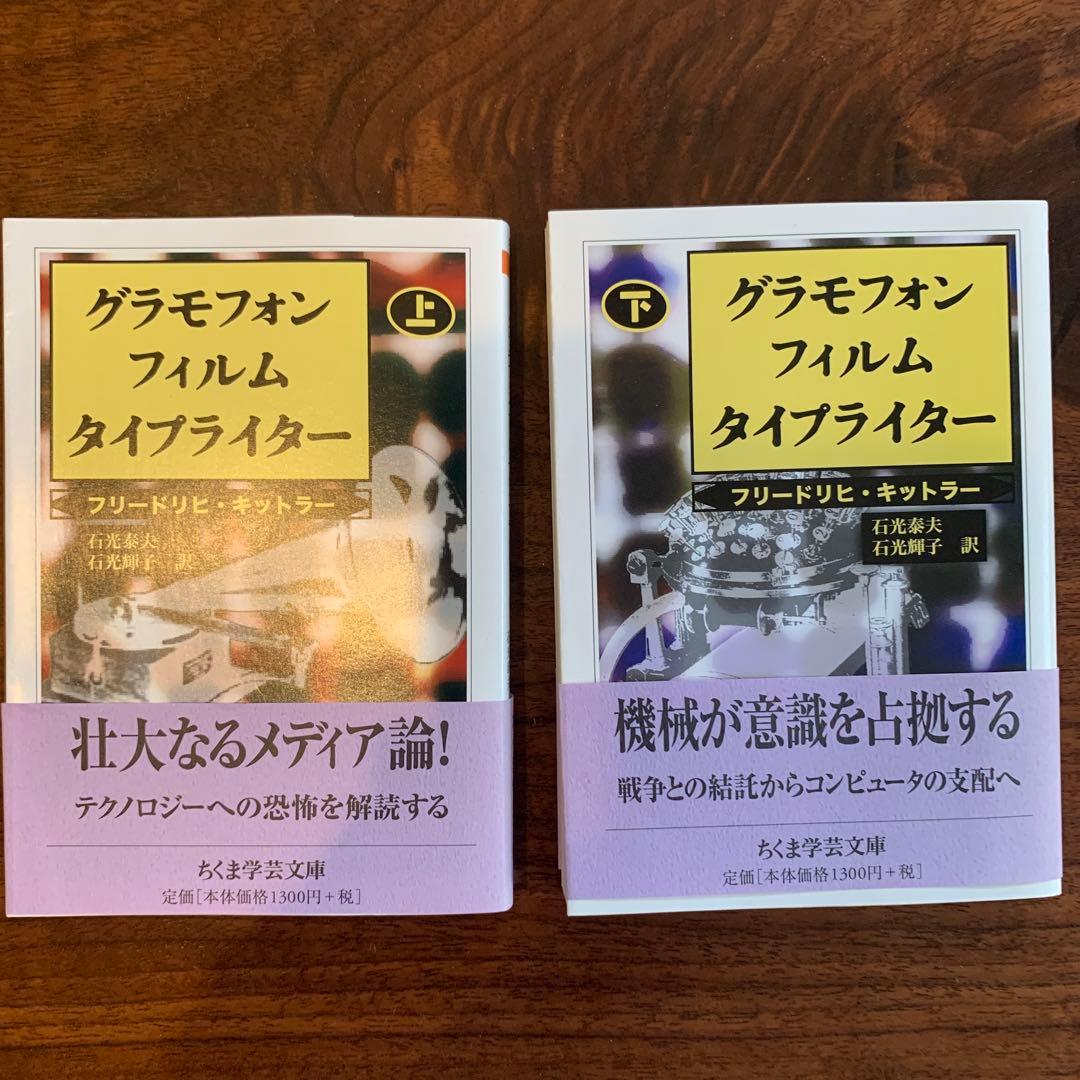 グラモフォン
フィルム
タイプライター
上
フリードリヒ・キットラー
石光泰夫
石光輝子 訳
壮大なるメディア論!
テクノロジーへの恐怖を解読する
ちくま学芸文庫
定価[本体価格1300円+税]
下
グラモフォン
フィルム
タイプライター
フリードリヒ・キットラー
石光泰夫
石光輝子 訳
機械が意識を占拠する
戦争との結託からコンピュータの支配へ
ちくま学芸文庫
定価[本体価格1300円+税]